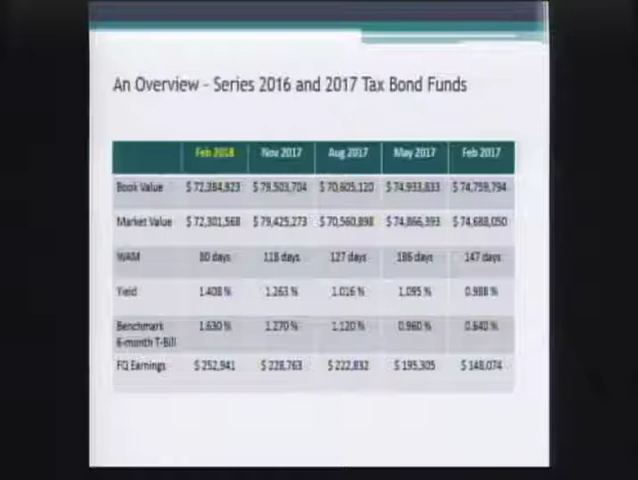 An Overview - Series 2016 and 2017 Tax Bond Funds
Feb 2018 Nov 2017 Aug 2017 May 2017 Feb 2017
Book Value $ 72,384,923 $ 79,503,704 $ 70,605,120 $ 74,933,833 $ 74,759,794
Market Value $ 72,301,568 $ 79,425,273 $ 70,560,898 $ 74,866,393 $ 74,688,050
WAM 80 days 118 days 127 days 186 days 147 days
Yield 1.408 % 1.263 % 1.016 % 1.095 % 0.988 %
Benchmark 1.630 % 1.270 % 1.120 % 0.960 % 0.640 %
6-month T-Bill
FQ Earnings $ 252,941 $ 228,763 $ 222,832 $ 195,305 $ 148,074